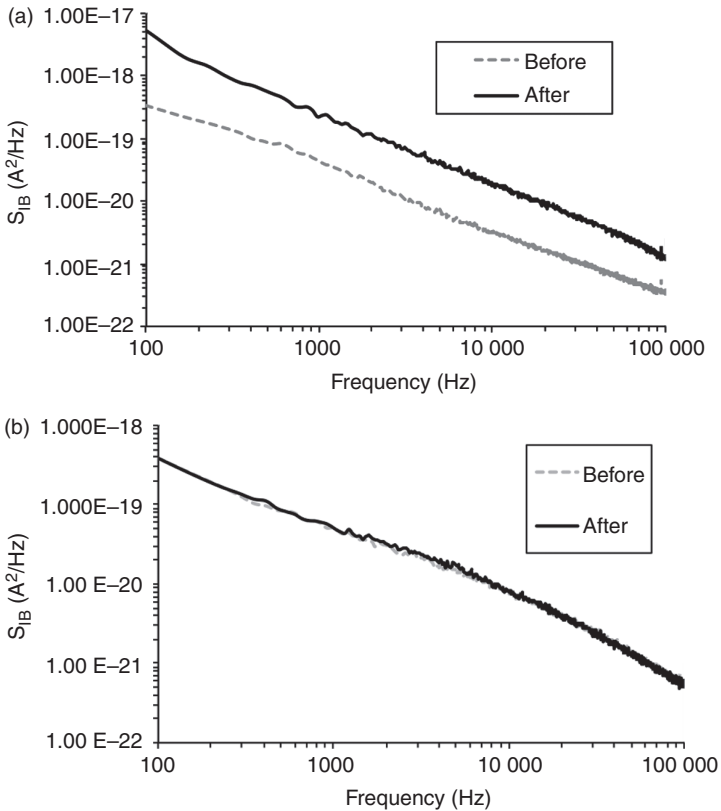 (a)
1.00E–17
1.00E–18
1.00E–19
1.00E–20
1.00E–21
1.00E–22
S_IB (A²/Hz)
Before
After
100
1000
10 000
100 000
Frequency (Hz)
(b)
1.000E–18
1.000E–19
1.00 E–20
1.00 E–21
1.00 E–22
S_IB (A²/Hz)
Before
After
100
1000
10 000
100 000
Frequency (Hz)